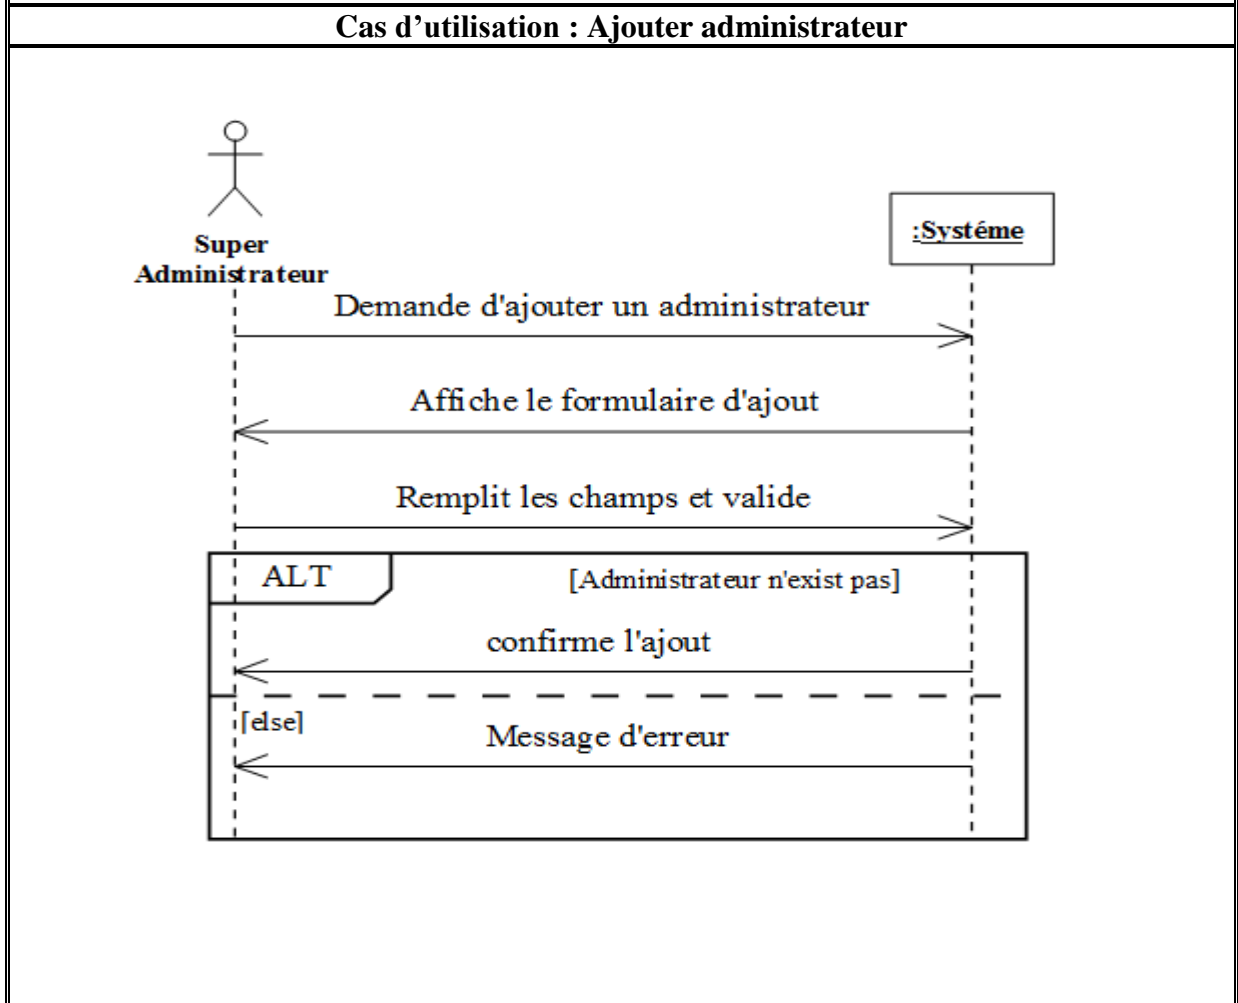 Cas d’utilisation : Ajouter administrateur
Super
Administrateur
:Systéme
Demande d'ajouter un administrateur
Affiche le formulaire d'ajout
Remplit les champs et valide
ALT
[Administrateur n'exist pas]
confirme l'ajout
[else]
Message d'erreur